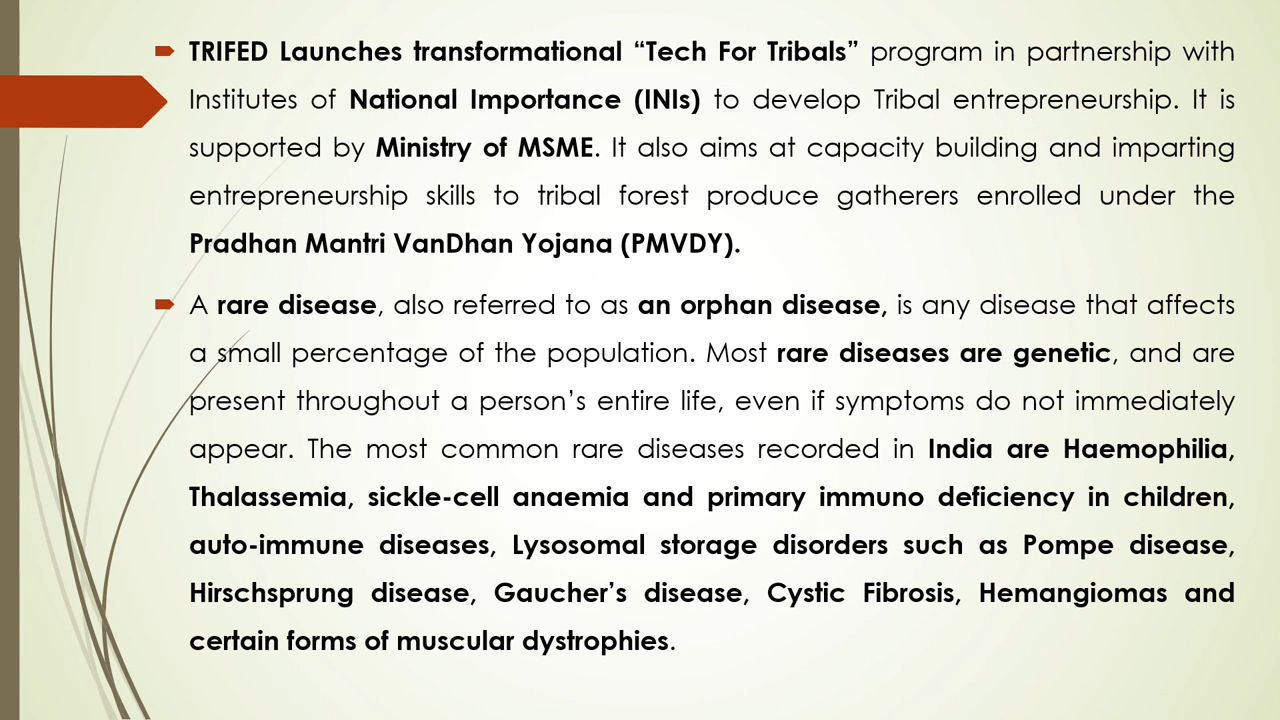 TRIFED Launches transformational “Tech For Tribals” program in partnership with
Institutes of National Importance (INIs) to develop Tribal entrepreneurship. It is
supported by Ministry of MSME. It also aims at capacity building and imparting
entrepreneurship skills to tribal forest produce gatherers enrolled under the
Pradhan Mantri VanDhan Yojana (PMVDY).
A rare disease, also referred to as an orphan disease, is any disease that affects
a small percentage of the population. Most rare diseases are genetic, and are
present throughout a person’s entire life, even if symptoms do not immediately
appear. The most common rare diseases recorded in India are Haemophilia,
Thalassemia, sickle-cell anaemia and primary immuno deficiency in children,
auto-immune diseases, Lysosomal storage disorders such as Pompe disease,
Hirschsprung disease, Gaucher’s disease, Cystic Fibrosis, Hemangiomas and
certain forms of muscular dystrophies.